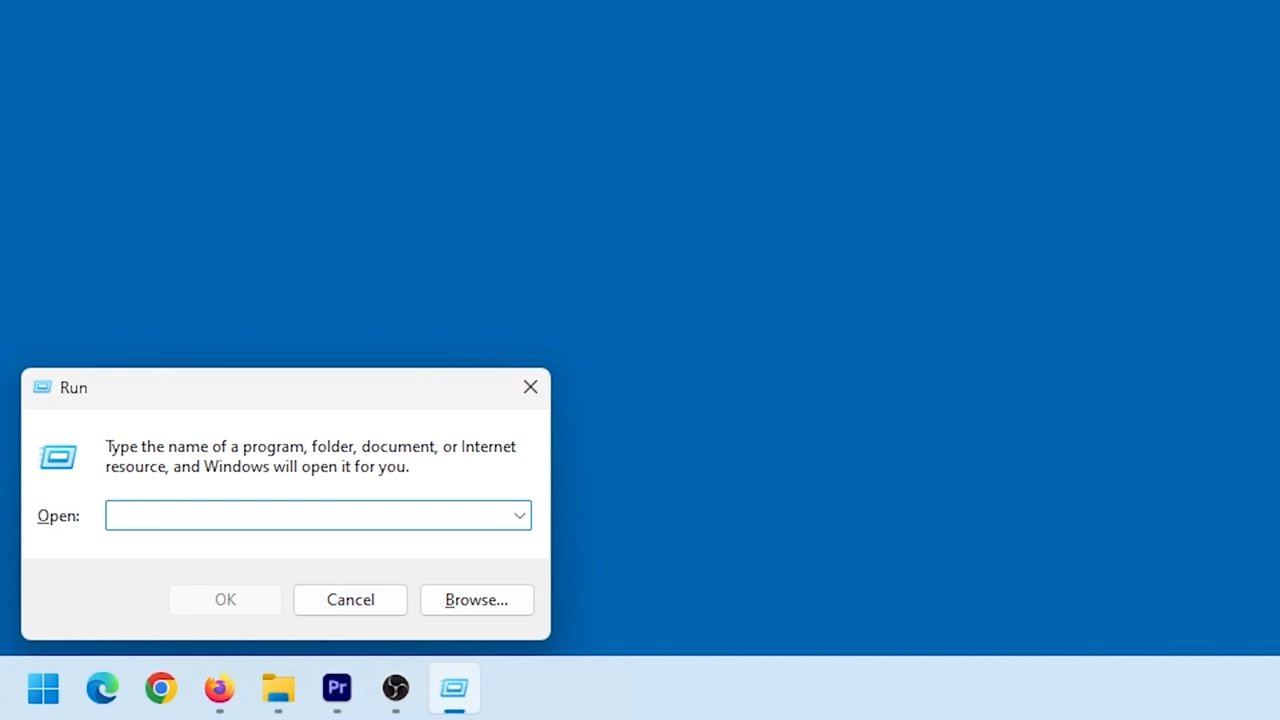 Run
Type the name of a program, folder, document, or Internet
resource, and Windows will open it for you.
Open:
OK
Cancel
Browse...
Pr